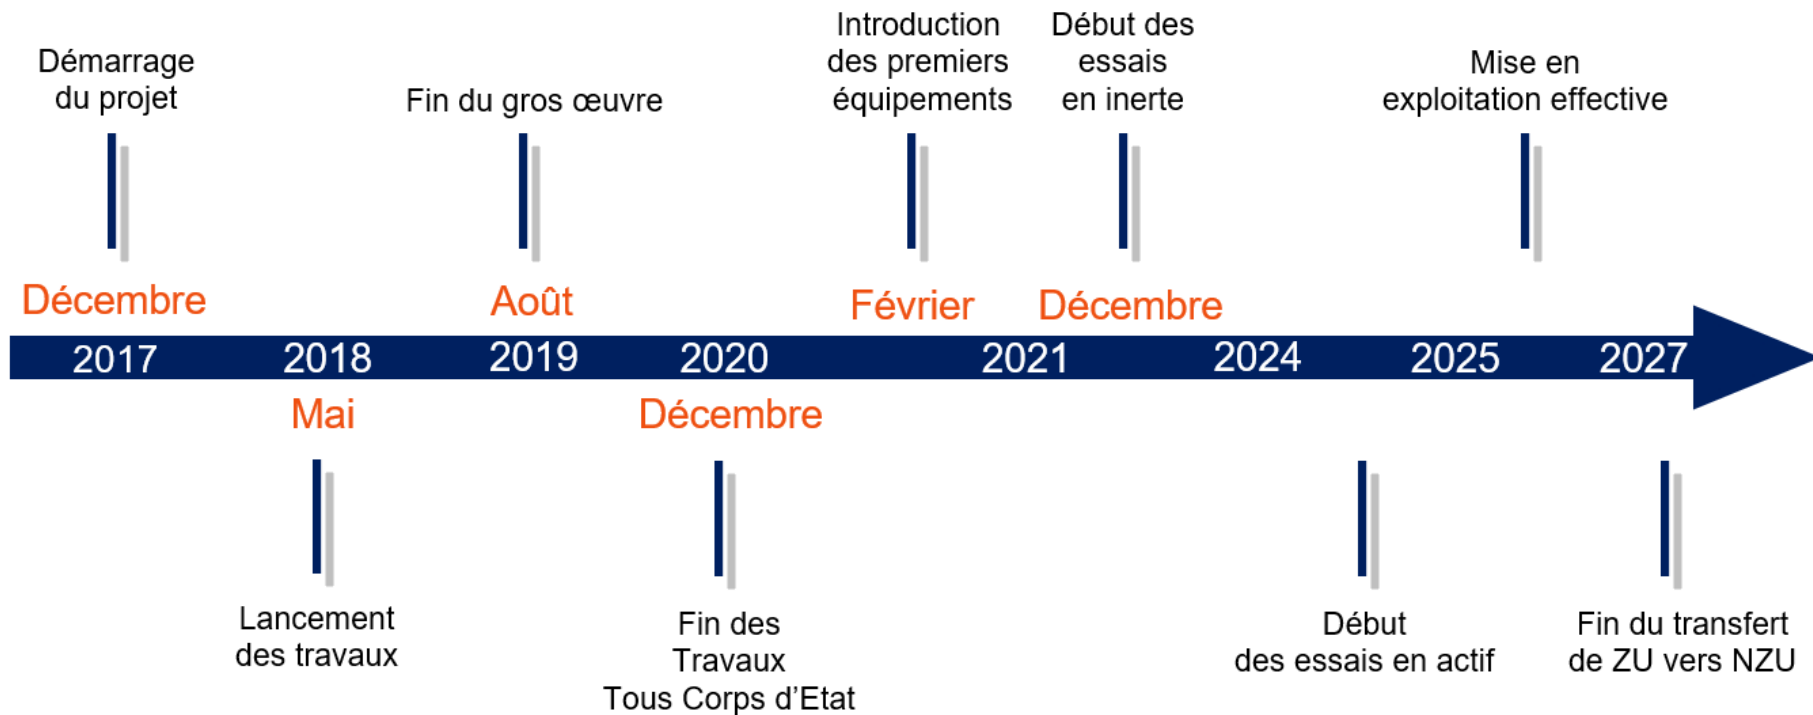 Démarrage
du projet
Fin du gros œuvre
Introduction
des premiers
équipements
Début des
essais
en inerte
Mise en
exploitation effective
Décembre
Août
Février
Décembre
2017
2018
2019
2020
2021
2024
2025
2027
Mai
Décembre
Lancement
des travaux
Fin des
Travaux
Tous Corps d'Etat
Début
des essais en actif
Fin du transfert
de ZU vers NZU